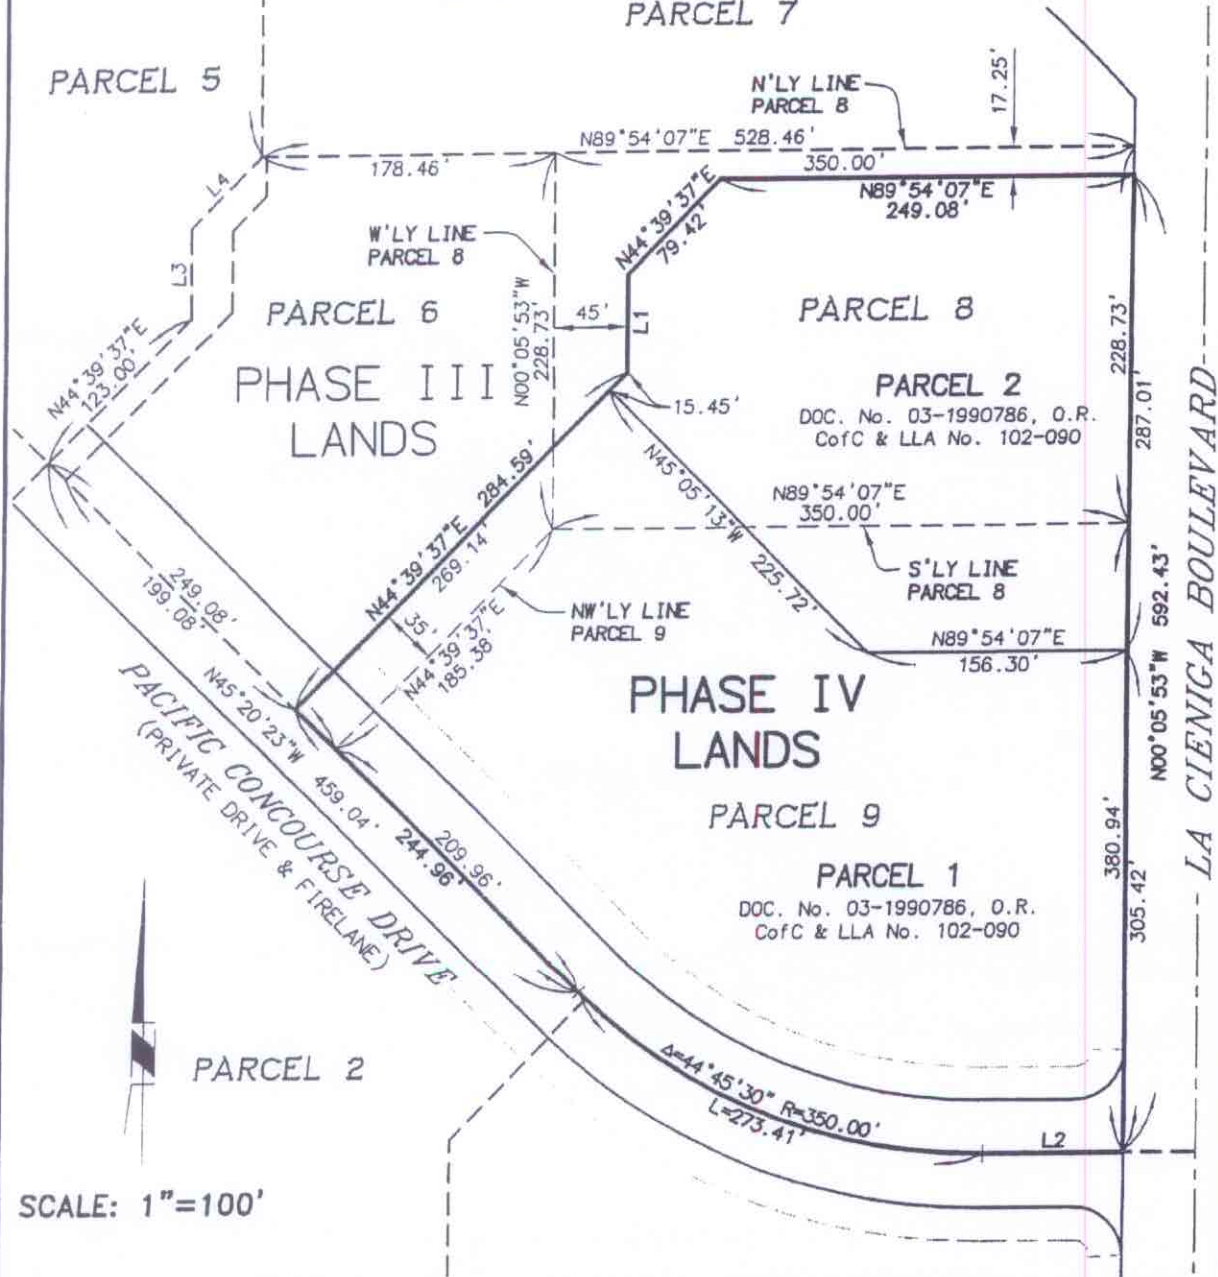 PARCEL 7
PARCEL 5
N'LY LINE
PARCEL 8
17.25'
N89°54'07"E 528.46'
178.46'
350.00'
L4
N44°39'37"E
79.42'
N89°54'07"E
249.08'
W'LY LINE
PARCEL 8
L3
PARCEL 6
N00°05'53"W
228.73'
45'
L1
PARCEL 8
228.73'
287.01'
N44°39'37"E
123.00'
PHASE III
LANDS
15.45'
PARCEL 2
DOC. No. 03-1990786, O.R.
CofC & LLA No. 102-090
N44°39'37"E 284.59'
269.14'
N45°05'13"W 225.72'
N89°54'07"E
350.00'
S'LY LINE
PARCEL 8
249.08'
199.08'
35'
N44°39'37"E
185.38'
NW'LY LINE
PARCEL 9
N89°54'07"E
156.30'
N00°05'53"W 592.43'
LA CIENIGA BOULEVARD
PHASE IV
LANDS
N45°20'23"W 459.04'
209.96'
244.96'
PACIFIC CONCOURSE DRIVE
(PRIVATE DRIVE & FIRELANE)
PARCEL 9
380.94'
305.42'
PARCEL 1
DOC. No. 03-1990786, O.R.
CofC & LLA No. 102-090
PARCEL 2
Δ=44°45'30" R=350.00'
L=273.41'
L2
SCALE: 1"=100'